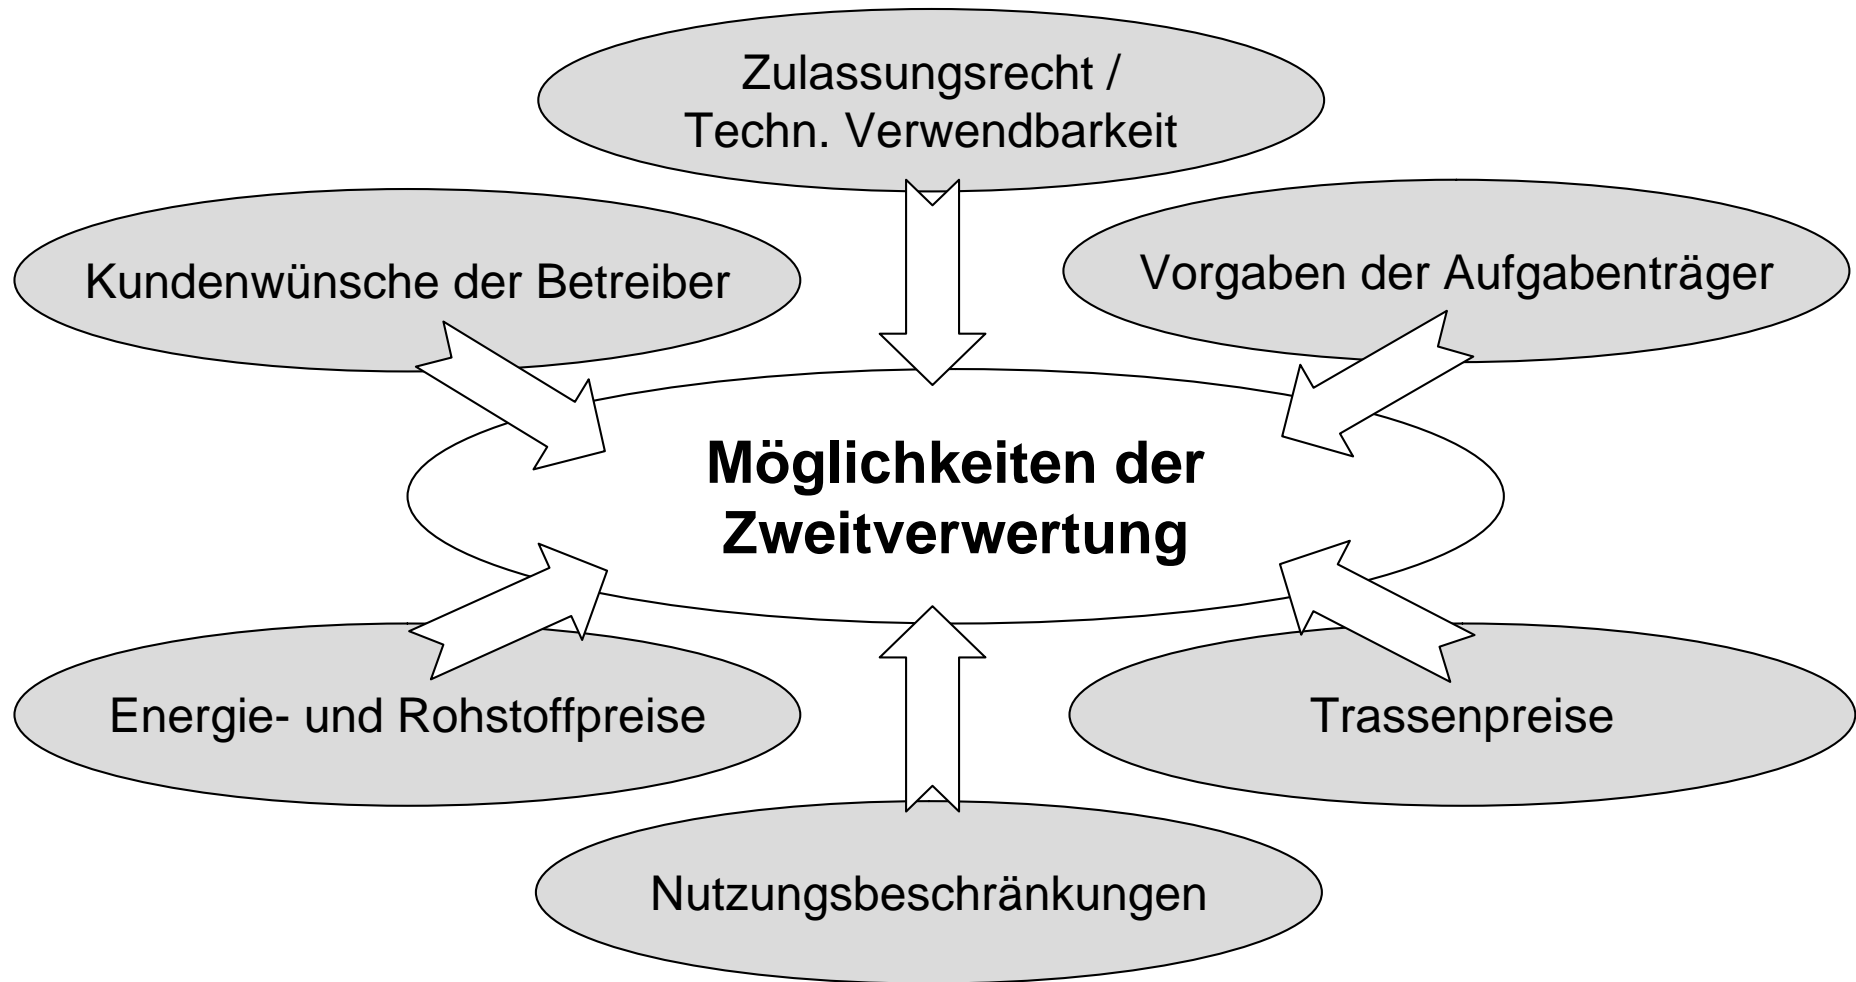 Zulassungsrecht /
Techn. Verwendbarkeit
Kundenwünsche der Betreiber
Vorgaben der Aufgabenträger
Möglichkeiten der
Zweitverwertung
Energie- und Rohstoffpreise
Trassenpreise
Nutzungsbeschränkungen